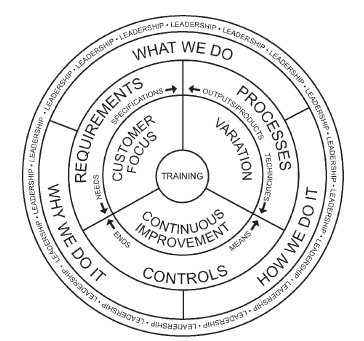 LEADERSHIP • LEADERSHIP • LEADERSHIP • LEADERSHIP • LEADERSHIP • LEADERSHIP • LEADERSHIP • LEADERSHIP • LEADERSHIP • LEADERSHIP • LEADERSHIP • LEADERSHIP • LEADERSHIP • LEADERSHIP • LEADERSHIP • LEADERSHIP •
WHAT WE DO
HOW WE DO IT
WHY WE DO IT
REQUIREMENTS
PROCESSES
CONTROLS
SPECIFICATIONS
OUTPUTS/PRODUCTS
TECHNIQUES
MEANS
ENDS
NEEDS
CUSTOMER
FOCUS
VARIATION
CONTINUOUS
IMPROVEMENT
TRAINING